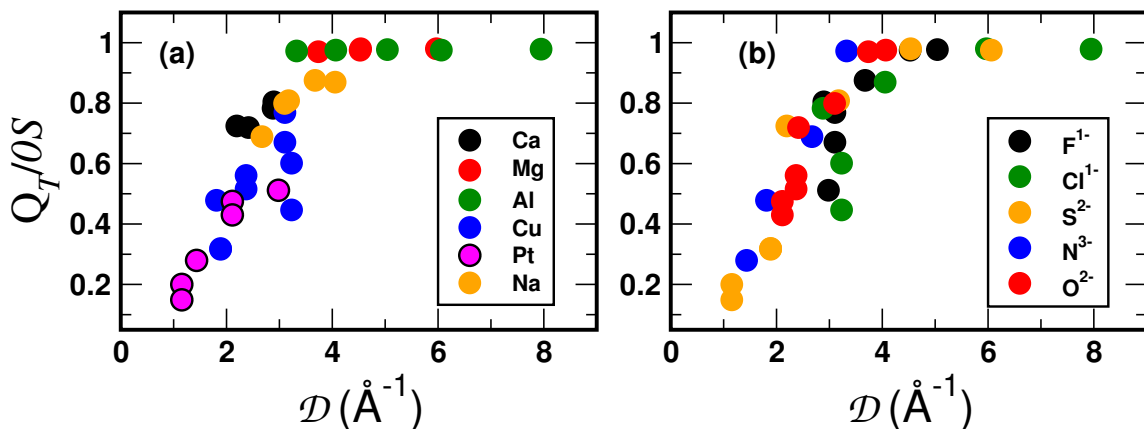 (a)
Q_T/OS
1
0.8
0.6
0.4
0.2
0 2 4 6 8
𝒟 (Å⁻¹)
Ca
Mg
Al
Cu
Pt
Na
(b)
1
0.8
0.6
0.4
0.2
0 2 4 6 8
𝒟 (Å⁻¹)
F¹⁻
Cl¹⁻
S²⁻
N³⁻
O²⁻